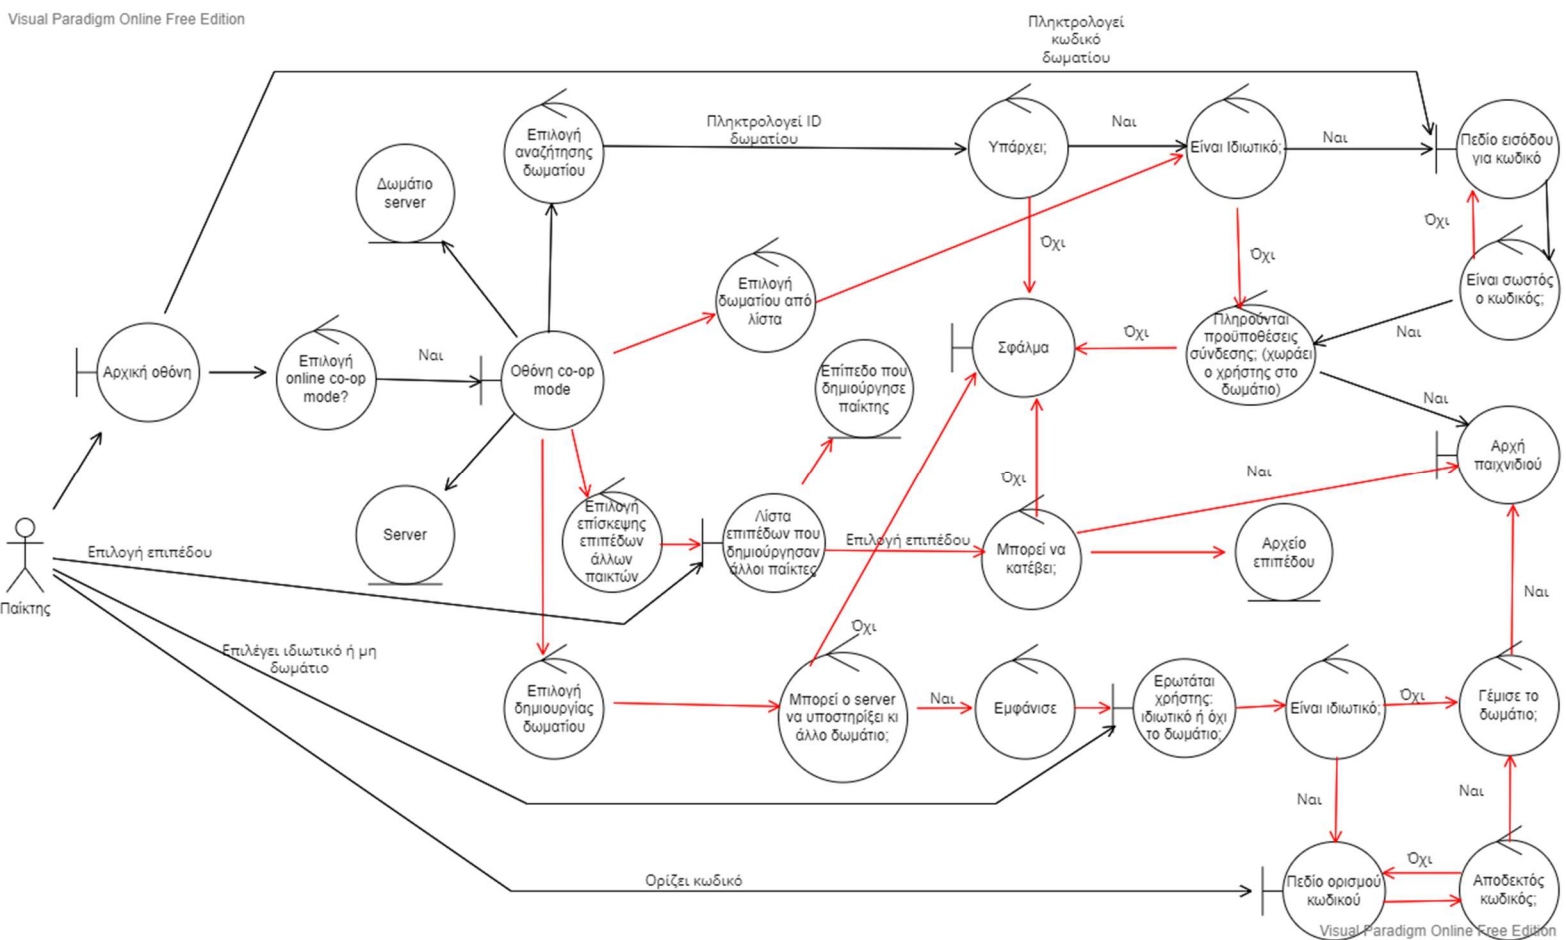 Visual Paradigm Online Free Edition
Πληκτρολογεί
κωδικό
δωματίου
Επιλογή
αναζήτησης
δωματίου
Πληκτρολογεί ID
δωματίου
Υπάρχει;
Ναι
Είναι Ιδιωτικό;
Ναι
Πεδίο εισόδου
για κωδικό
Δωμάτιο
server
Όχι
Όχι
Όχι
Επιλογή
δωματίου από
λίστα
Είναι σωστός
ο κωδικός;
Αρχική οθόνη
Επιλογή
online co-op
mode?
Ναι
Οθόνη co-op
mode
Σφάλμα
Όχι
Πληρούνται
προϋποθέσεις
σύνδεσης; (χωράει
ο χρήστης στο
δωμάτιο)
Ναι
Επίπεδο που
δημιούργησε
παίκτης
Ναι
Αρχή
παιχνιδιού
Server
Επιλογή
επίσκεψης
επιπέδων
άλλων
παικτών
Λίστα
επιπέδων που
δημιούργησαν
άλλοι παίκτες
Επιλογή επιπέδου
Όχι
Μπορεί να
κατέβει;
Ναι
Αρχείο
επιπέδου
Παίκτης
Επιλογή επιπέδου
Επιλέγει ιδιωτικό ή μη
δωμάτιο
Όχι
Ναι
Επιλογή
δημιουργίας
δωματίου
Μπορεί ο server
να υποστηρίξει κι
άλλο δωμάτιο;
Ναι
Εμφάνισε
Ερωτάται
χρήστης:
ιδιωτικό ή όχι
το δωμάτιο;
Είναι ιδιωτικό;
Όχι
Γέμισε το
δωμάτιο;
Ναι
Ναι
Ορίζει κωδικό
Πεδίο ορισμού
κωδικού
Όχι
Αποδεκτός
κωδικός;
Visual Paradigm Online Free Edition